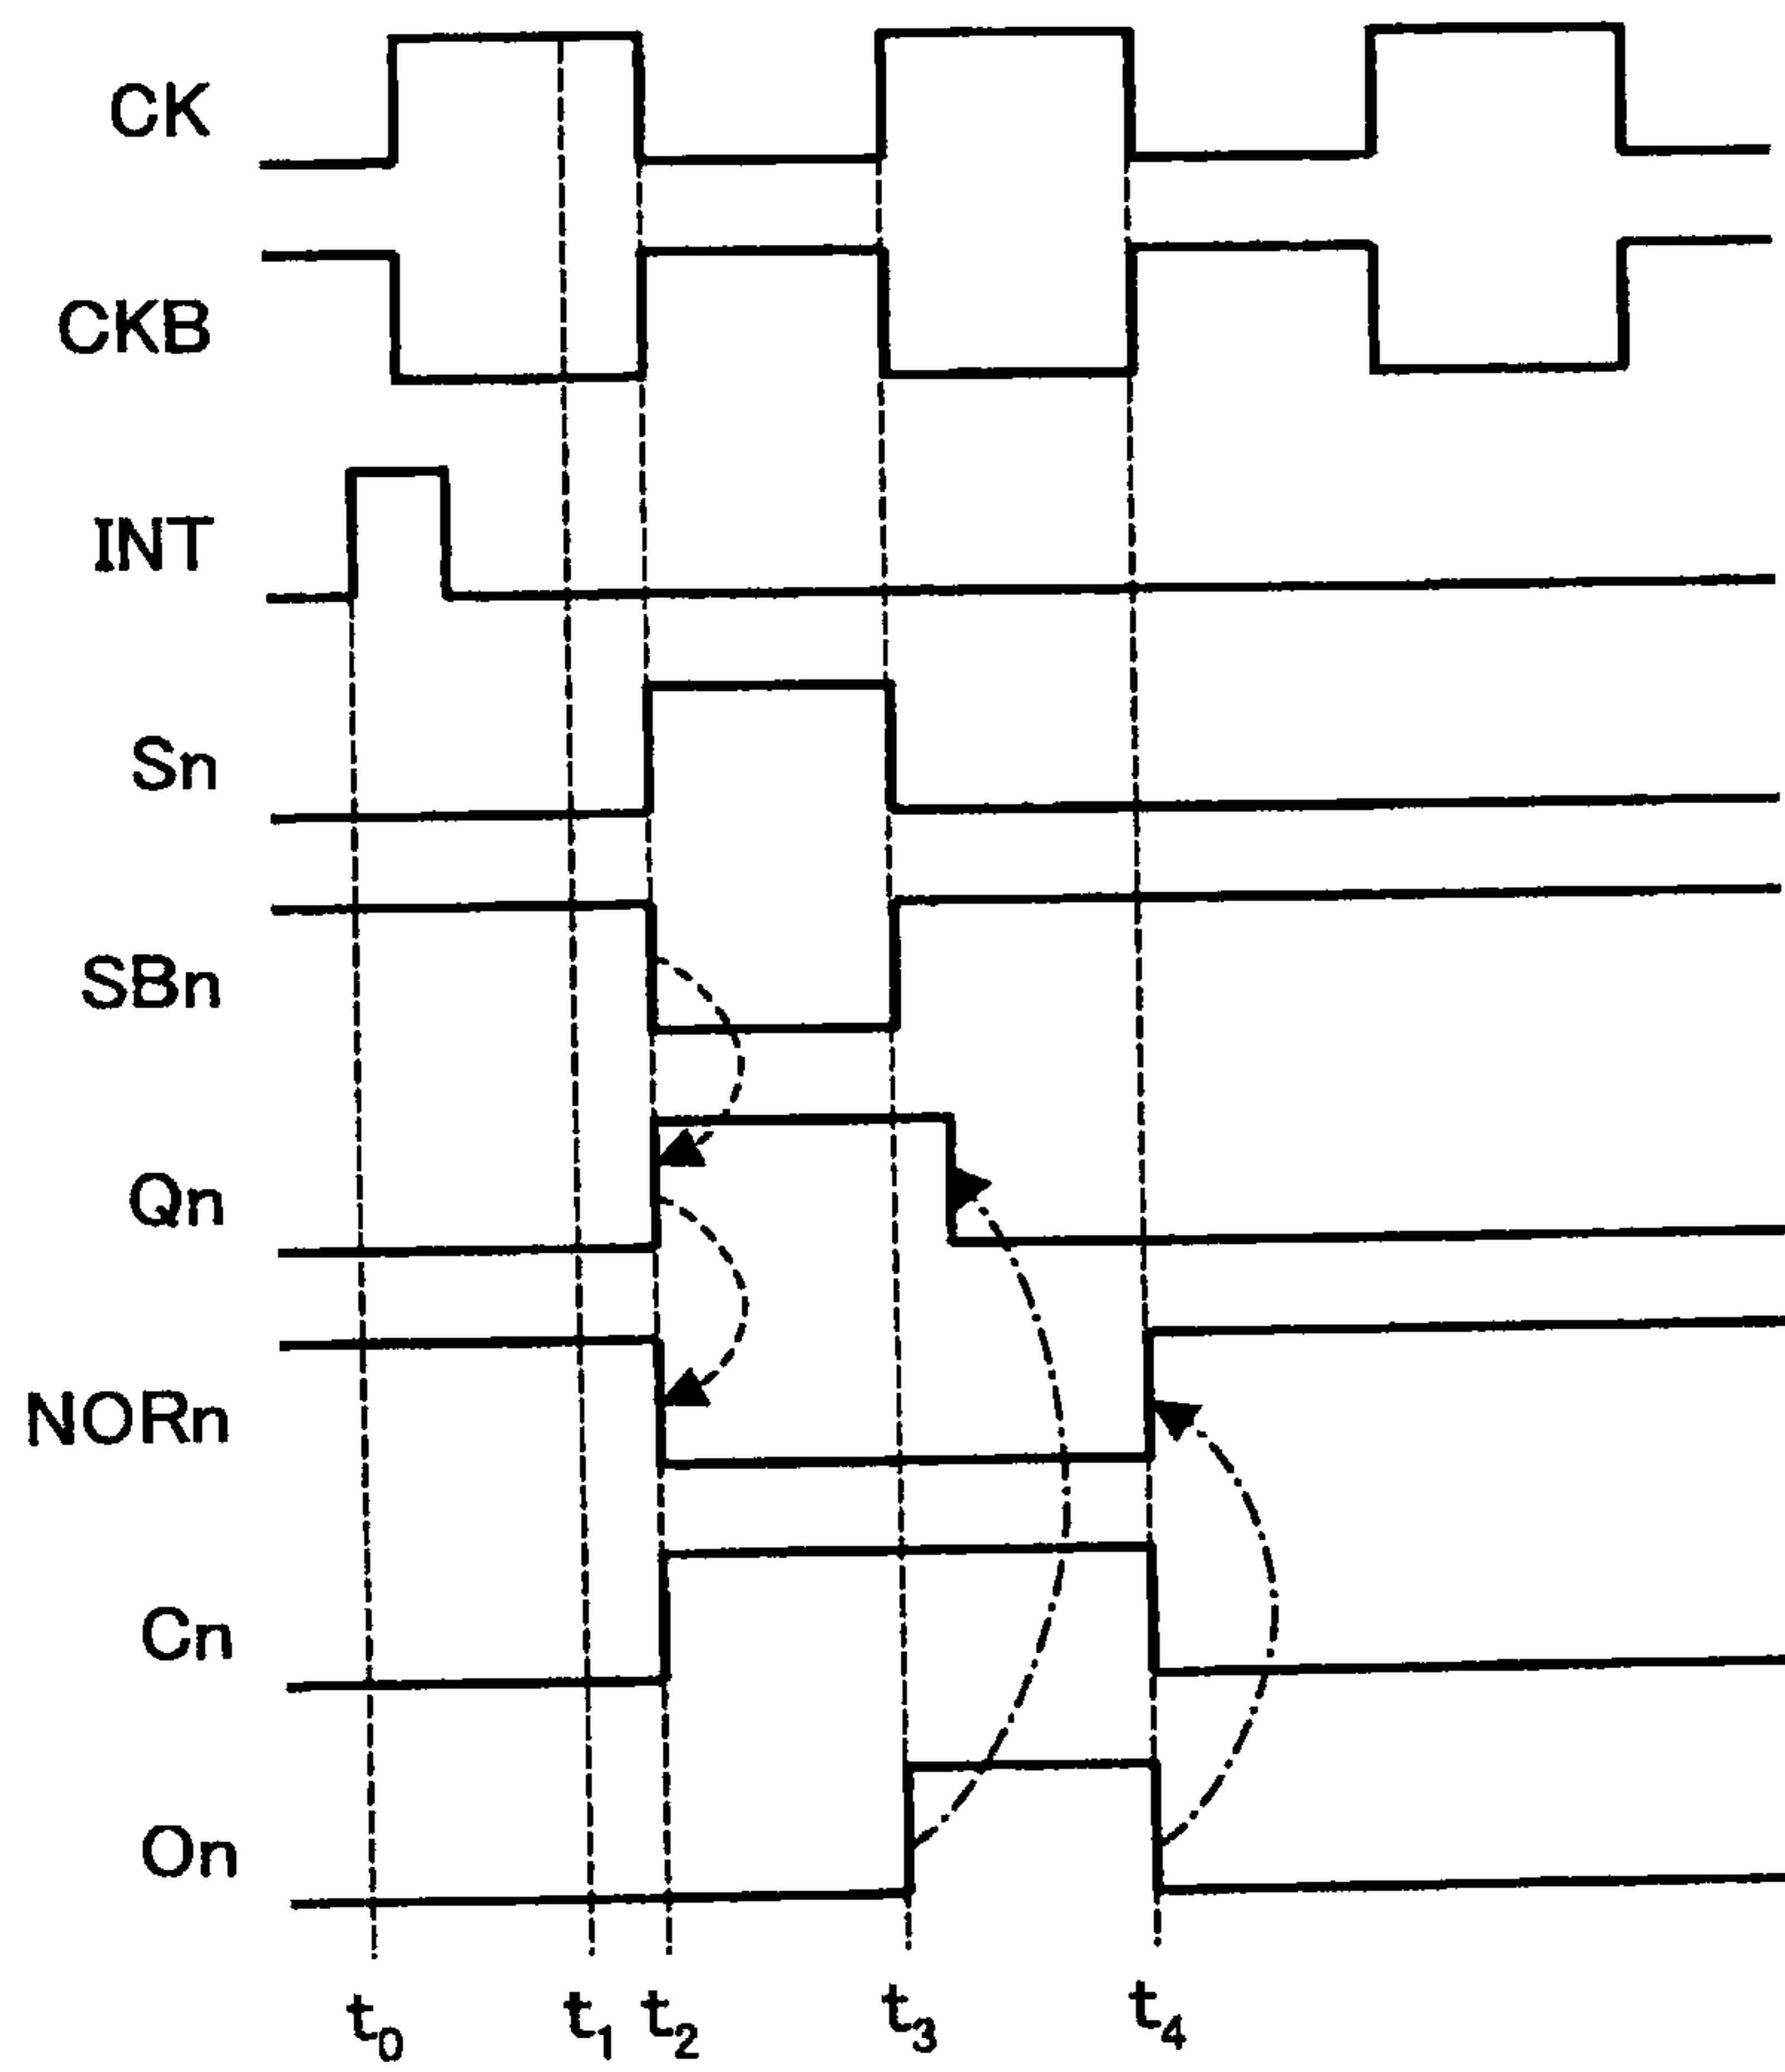 CK
CKB
INT
Sn
SBn
Qn
NORn
Cn
On
t0 t1 t2 t3 t4